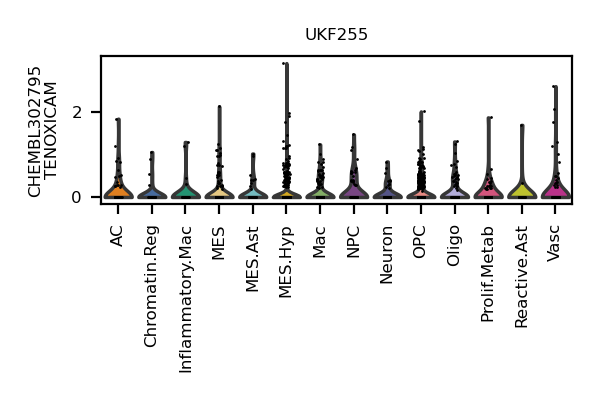 UKF255
CHEMBL302795
TENOXICAM
2
0
AC
Chromatin.Reg
Inflammatory.Mac
MES
MES.Ast
MES.Hyp
Mac
NPC
Neuron
OPC
Oligo
Prolif.Metab
Reactive.Ast
Vasc